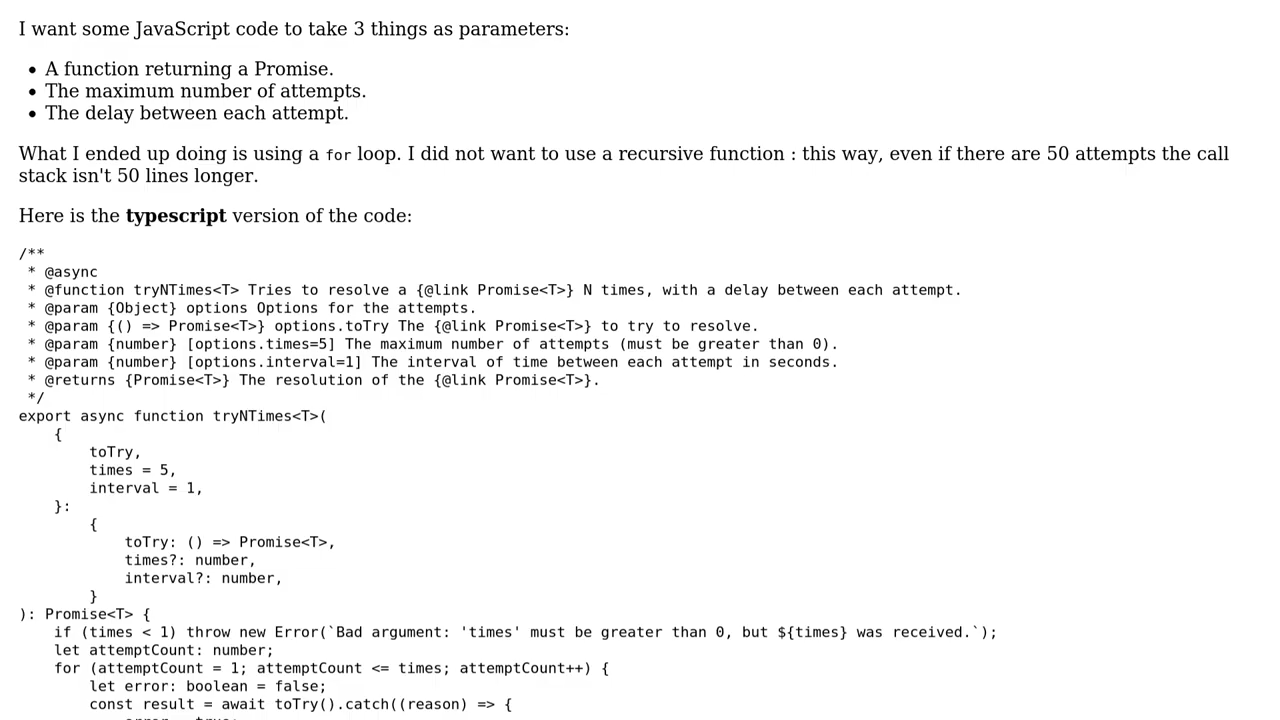 I want some JavaScript code to take 3 things as parameters:
• A function returning a Promise.
• The maximum number of attempts.
• The delay between each attempt.
What I ended up doing is using a for loop. I did not want to use a recursive function : this way, even if there are 50 attempts the call
stack isn't 50 lines longer.
Here is the typescript version of the code:
/**
 * @async
 * @function tryNTimes<T> Tries to resolve a {@link Promise<T>} N times, with a delay between each attempt.
 * @param {Object} options Options for the attempts.
 * @param {() => Promise<T>} options.toTry The {@link Promise<T>} to try to resolve.
 * @param {number} [options.times=5] The maximum number of attempts (must be greater than 0).
 * @param {number} [options.interval=1] The interval of time between each attempt in seconds.
 * @returns {Promise<T>} The resolution of the {@link Promise<T>}.
 */
export async function tryNTimes<T>(
    {
        toTry,
        times = 5,
        interval = 1,
    }:
        {
            toTry: () => Promise<T>,
            times?: number,
            interval?: number,
        }
): Promise<T> {
    if (times < 1) throw new Error(`Bad argument: 'times' must be greater than 0, but ${times} was received.`);
    let attemptCount: number;
    for (attemptCount = 1; attemptCount <= times; attemptCount++) {
        let error: boolean = false;
        const result = await toTry().catch((reason) => {